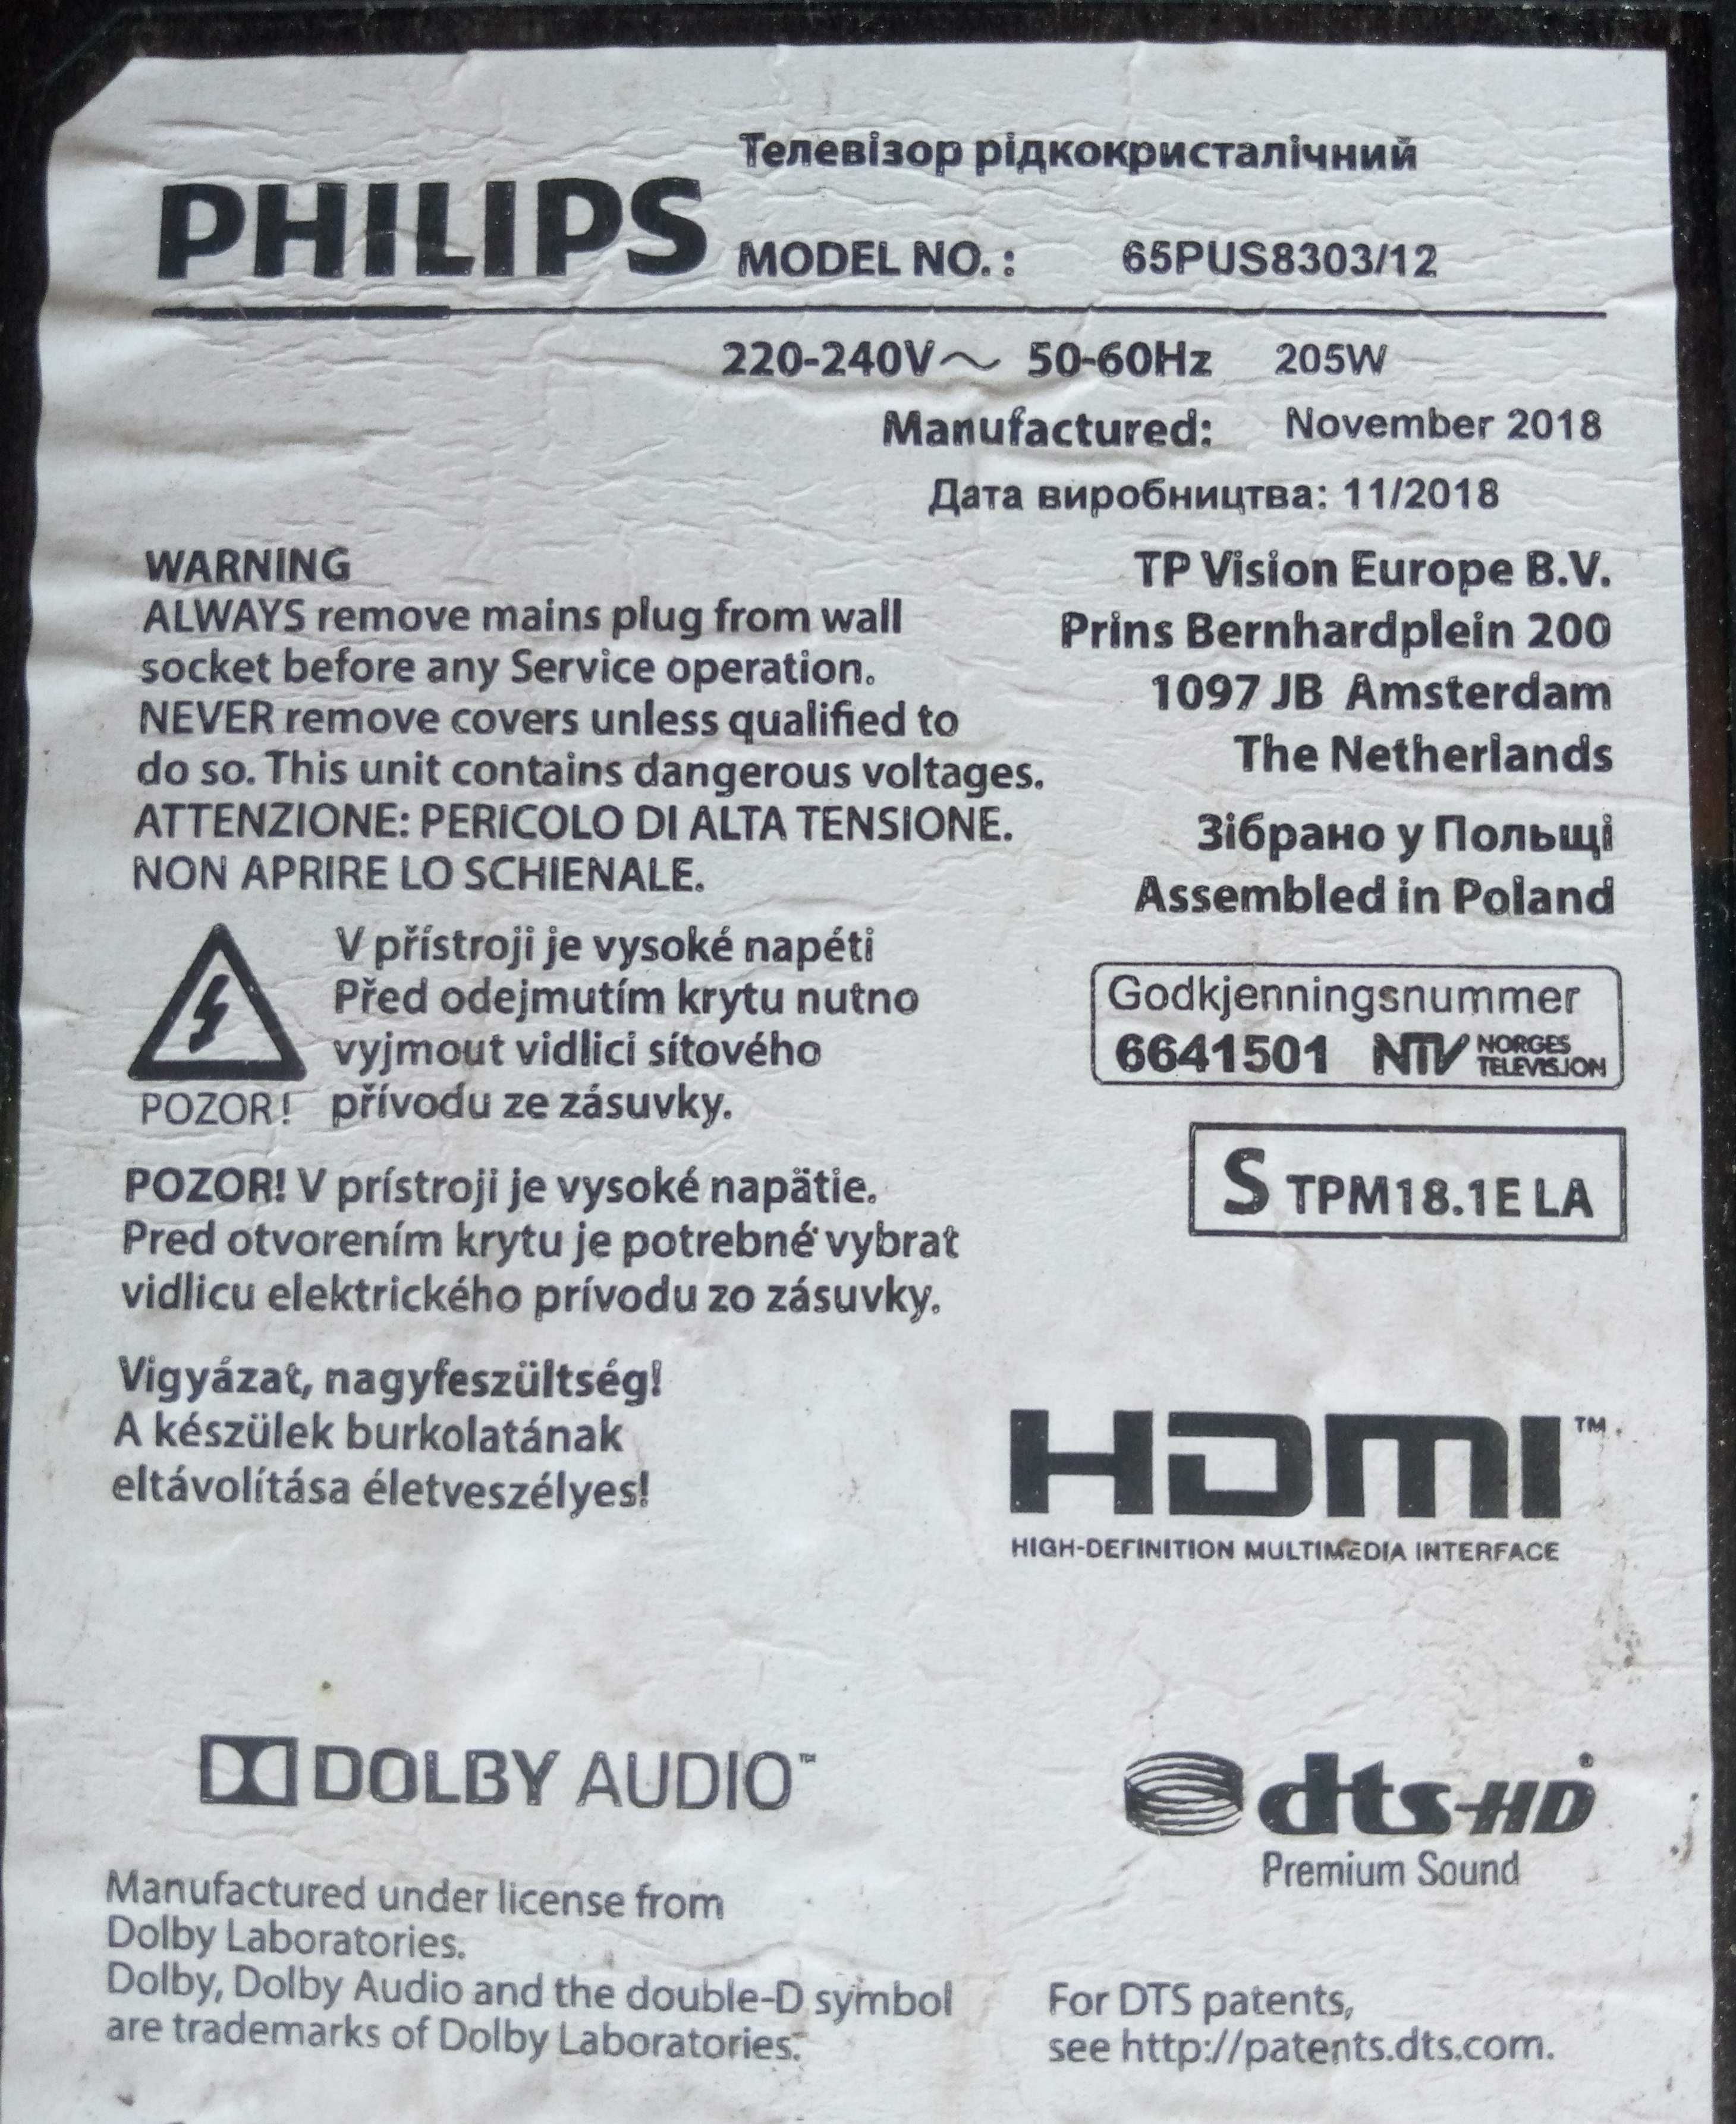 Телевізор рідкокристалічний
PHILIPS
MODEL NO. : 65PUS8303/12
220-240V～ 50-60Hz 205W
Manufactured: November 2018
Дата виробництва: 11/2018
WARNING
ALWAYS remove mains plug from wall
socket before any Service operation.
NEVER remove covers unless qualified to
do so. This unit contains dangerous voltages.
ATTENZIONE: PERICOLO DI ALTA TENSIONE.
NON APRIRE LO SCHIENALE.
TP Vision Europe B.V.
Prins Bernhardplein 200
1097 JB Amsterdam
The Netherlands
Зібрано у Польщі
Assembled in Poland
V přístroji je vysoké napéti
Před odejmutím krytu nutno
vyjmout vidlici sítového
přívodu ze zásuvky.
POZOR!
Godkjenningsnummer
6641501 NTV NORGES
TELEVISJON
S TPM18.1E LA
POZOR! V prístroji je vysoké napätie.
Pred otvorením krytu je potrebné vybrat
vidlicu elektrického prívodu zo zásuvky.
Vigyázat, nagyfeszültség!
A készülek burkolatának
eltávolítása életveszélyes!
HDMI™
HIGH-DEFINITION MULTIMEDIA INTERFACE
DOLBY AUDIO™
Manufactured under license from
Dolby Laboratories.
Dolby, Dolby Audio and the double-D symbol
are trademarks of Dolby Laboratories.
dts-HD®
Premium Sound
For DTS patents,
see http://patents.dts.com.